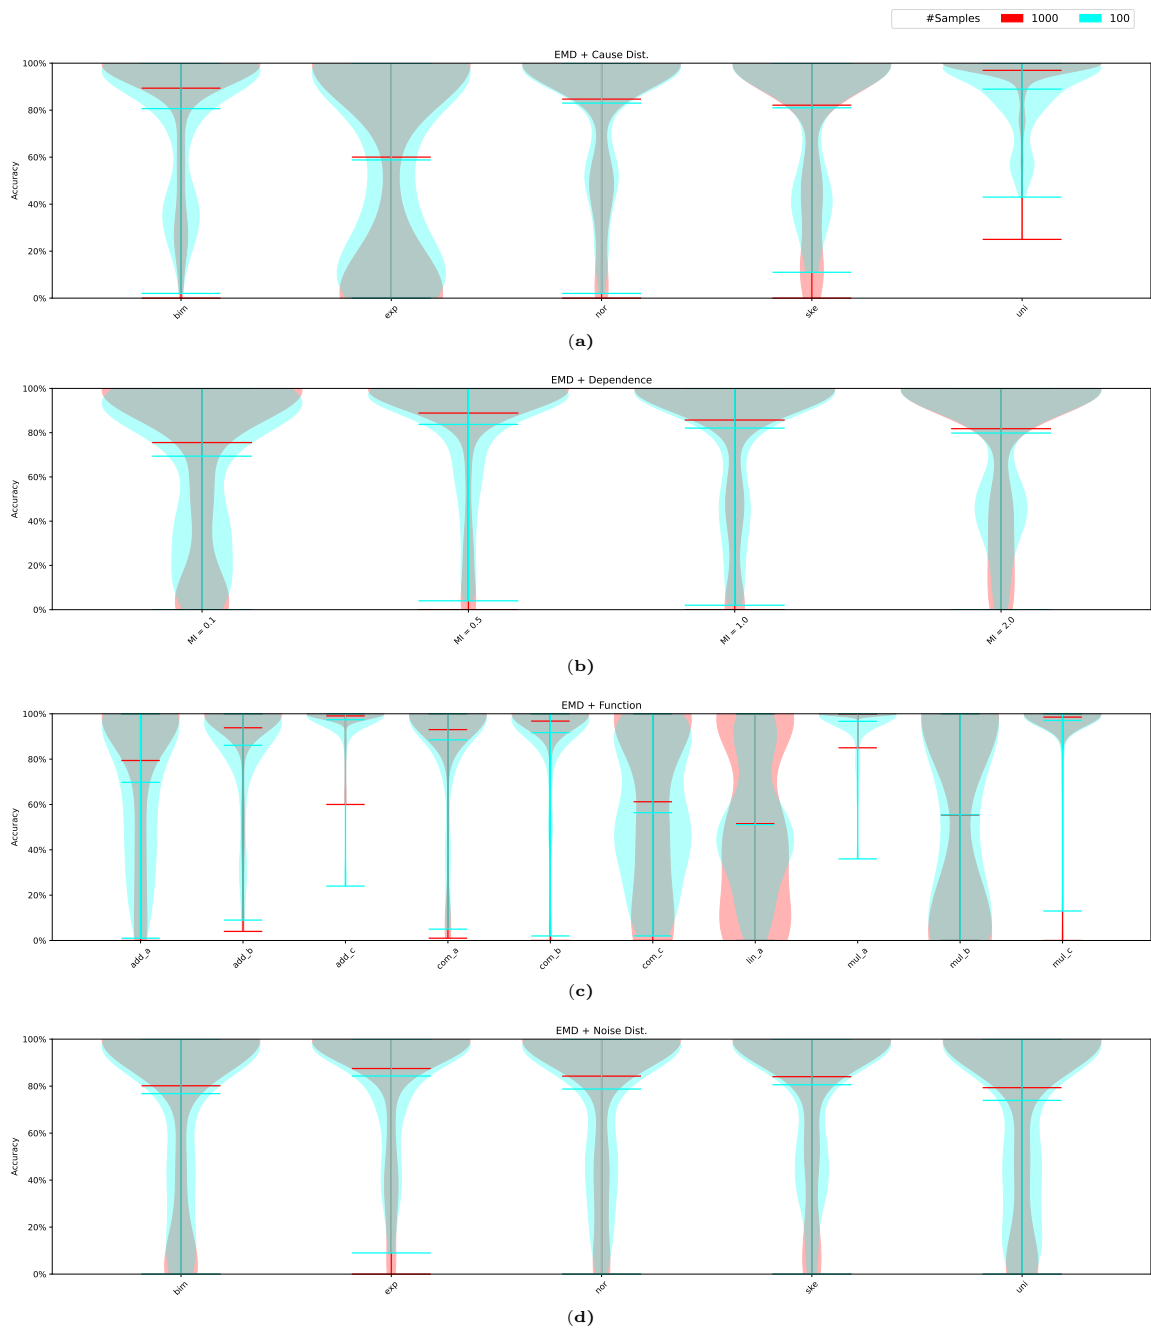 #Samples 1000 100
EMD + Cause Dist.
100%
80%
60%
40%
20%
0%
Accuracy
bim exp nor ske uni
(a)
EMD + Dependence
100%
80%
60%
40%
20%
0%
Accuracy
MI = 0.1 MI = 0.5 MI = 1.0 MI = 2.0
(b)
EMD + Function
100%
80%
60%
40%
20%
0%
Accuracy
add_a add_b add_c com_a com_b com_c lin_a mul_a mul_b mul_c
(c)
EMD + Noise Dist.
100%
80%
60%
40%
20%
0%
Accuracy
bim exp nor ske uni
(d)